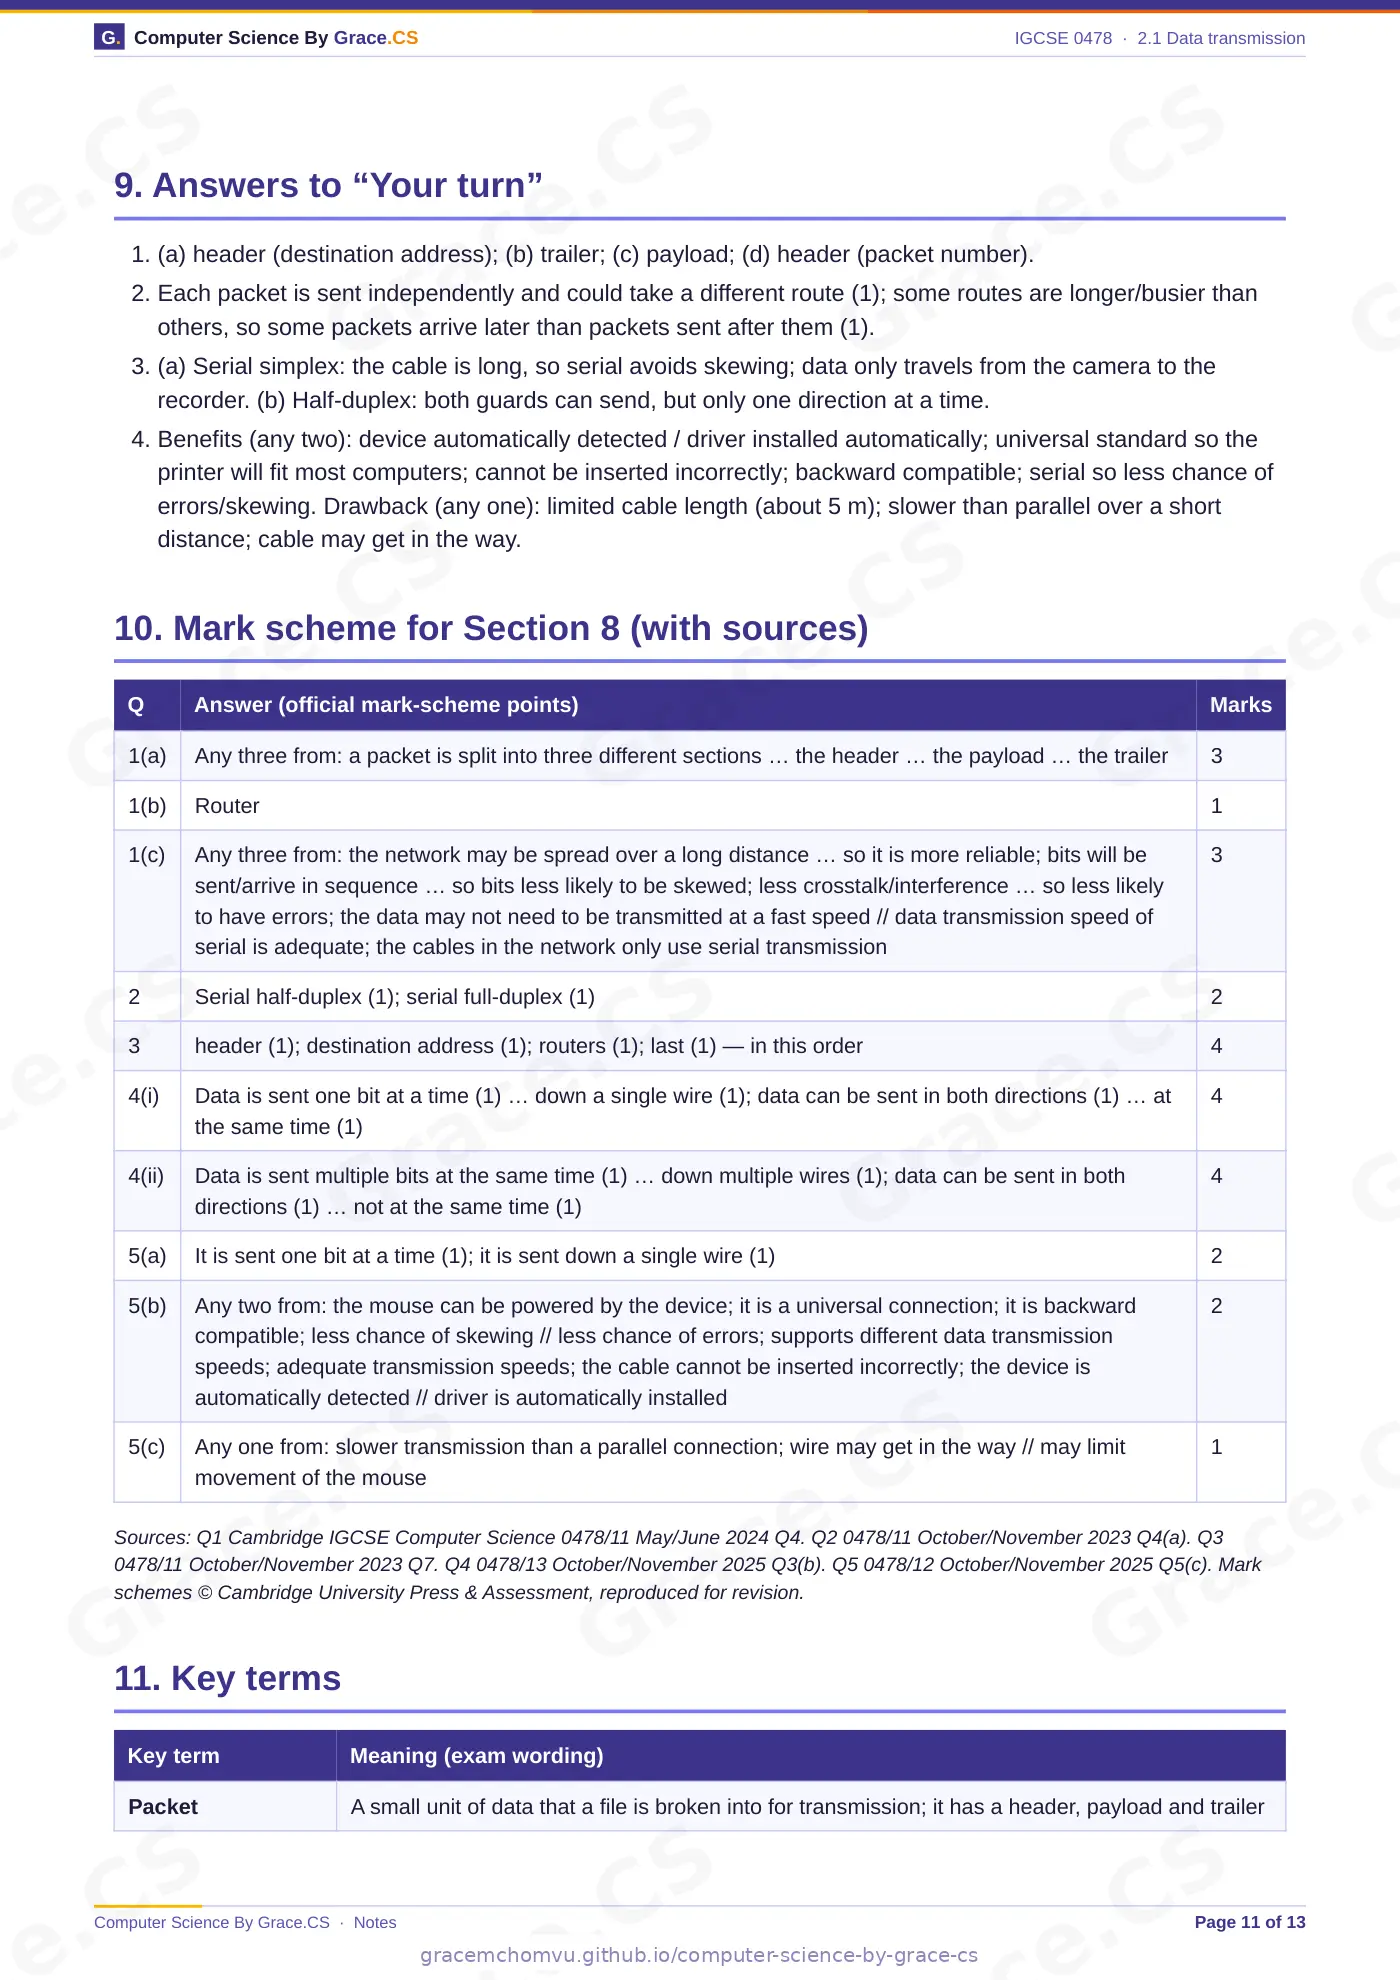 G. Computer Science By Grace.CS
IGCSE 0478 · 2.1 Data transmission
9. Answers to “Your turn”
1. (a) header (destination address); (b) trailer; (c) payload; (d) header (packet number).
2. Each packet is sent independently and could take a different route (1); some routes are longer/busier than
others, so some packets arrive later than packets sent after them (1).
3. (a) Serial simplex: the cable is long, so serial avoids skewing; data only travels from the camera to the
recorder. (b) Half-duplex: both guards can send, but only one direction at a time.
4. Benefits (any two): device automatically detected / driver installed automatically; universal standard so the
printer will fit most computers; cannot be inserted incorrectly; backward compatible; serial so less chance of
errors/skewing. Drawback (any one): limited cable length (about 5 m); slower than parallel over a short
distance; cable may get in the way.
10. Mark scheme for Section 8 (with sources)
Q Answer (official mark-scheme points) Marks
1(a) Any three from: a packet is split into three different sections … the header … the payload … the trailer 3
1(b) Router 1
1(c) Any three from: the network may be spread over a long distance … so it is more reliable; bits will be 3
sent/arrive in sequence … so bits less likely to be skewed; less crosstalk/interference … so less likely
to have errors; the data may not need to be transmitted at a fast speed // data transmission speed of
serial is adequate; the cables in the network only use serial transmission
2 Serial half-duplex (1); serial full-duplex (1) 2
3 header (1); destination address (1); routers (1); last (1) — in this order 4
4(i) Data is sent one bit at a time (1) … down a single wire (1); data can be sent in both directions (1) … at 4
the same time (1)
4(ii) Data is sent multiple bits at the same time (1) … down multiple wires (1); data can be sent in both 4
directions (1) … not at the same time (1)
5(a) It is sent one bit at a time (1); it is sent down a single wire (1) 2
5(b) Any two from: the mouse can be powered by the device; it is a universal connection; it is backward 2
compatible; less chance of skewing // less chance of errors; supports different data transmission
speeds; adequate transmission speeds; the cable cannot be inserted incorrectly; the device is
automatically detected // driver is automatically installed
5(c) Any one from: slower transmission than a parallel connection; wire may get in the way // may limit 1
movement of the mouse
Sources: Q1 Cambridge IGCSE Computer Science 0478/11 May/June 2024 Q4. Q2 0478/11 October/November 2023 Q4(a). Q3
0478/11 October/November 2023 Q7. Q4 0478/13 October/November 2025 Q3(b). Q5 0478/12 October/November 2025 Q5(c). Mark
schemes © Cambridge University Press & Assessment, reproduced for revision.
11. Key terms
Key term Meaning (exam wording)
Packet A small unit of data that a file is broken into for transmission; it has a header, payload and trailer
Computer Science By Grace.CS · Notes
Page 11 of 13
gracemchomvu.github.io/computer-science-by-grace-cs